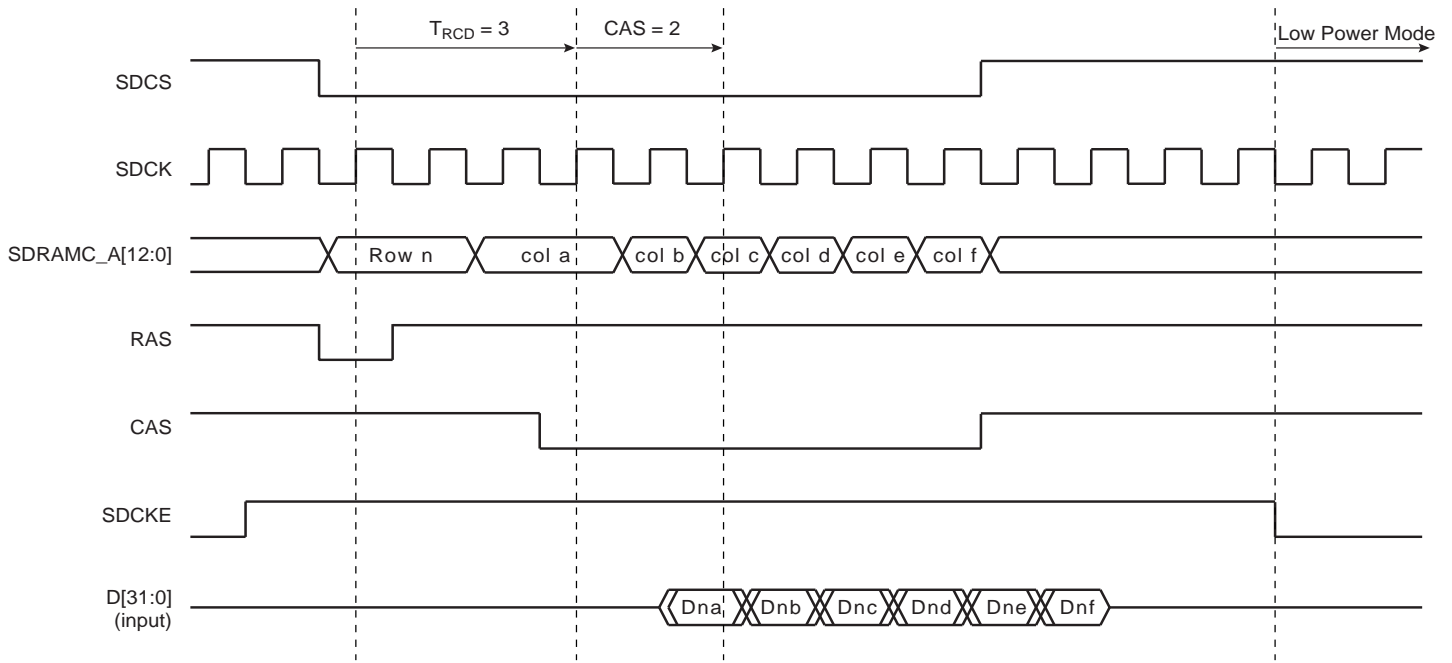 T_RCD = 3
CAS = 2
Low Power Mode
SDCS
SDCK
SDRAMC_A[12:0]
Row n
col a
col b
col c
col d
col e
col f
RAS
CAS
SDCKE
D[31:0]
(input)
Dna
Dnb
Dnc
Dnd
Dne
Dnf